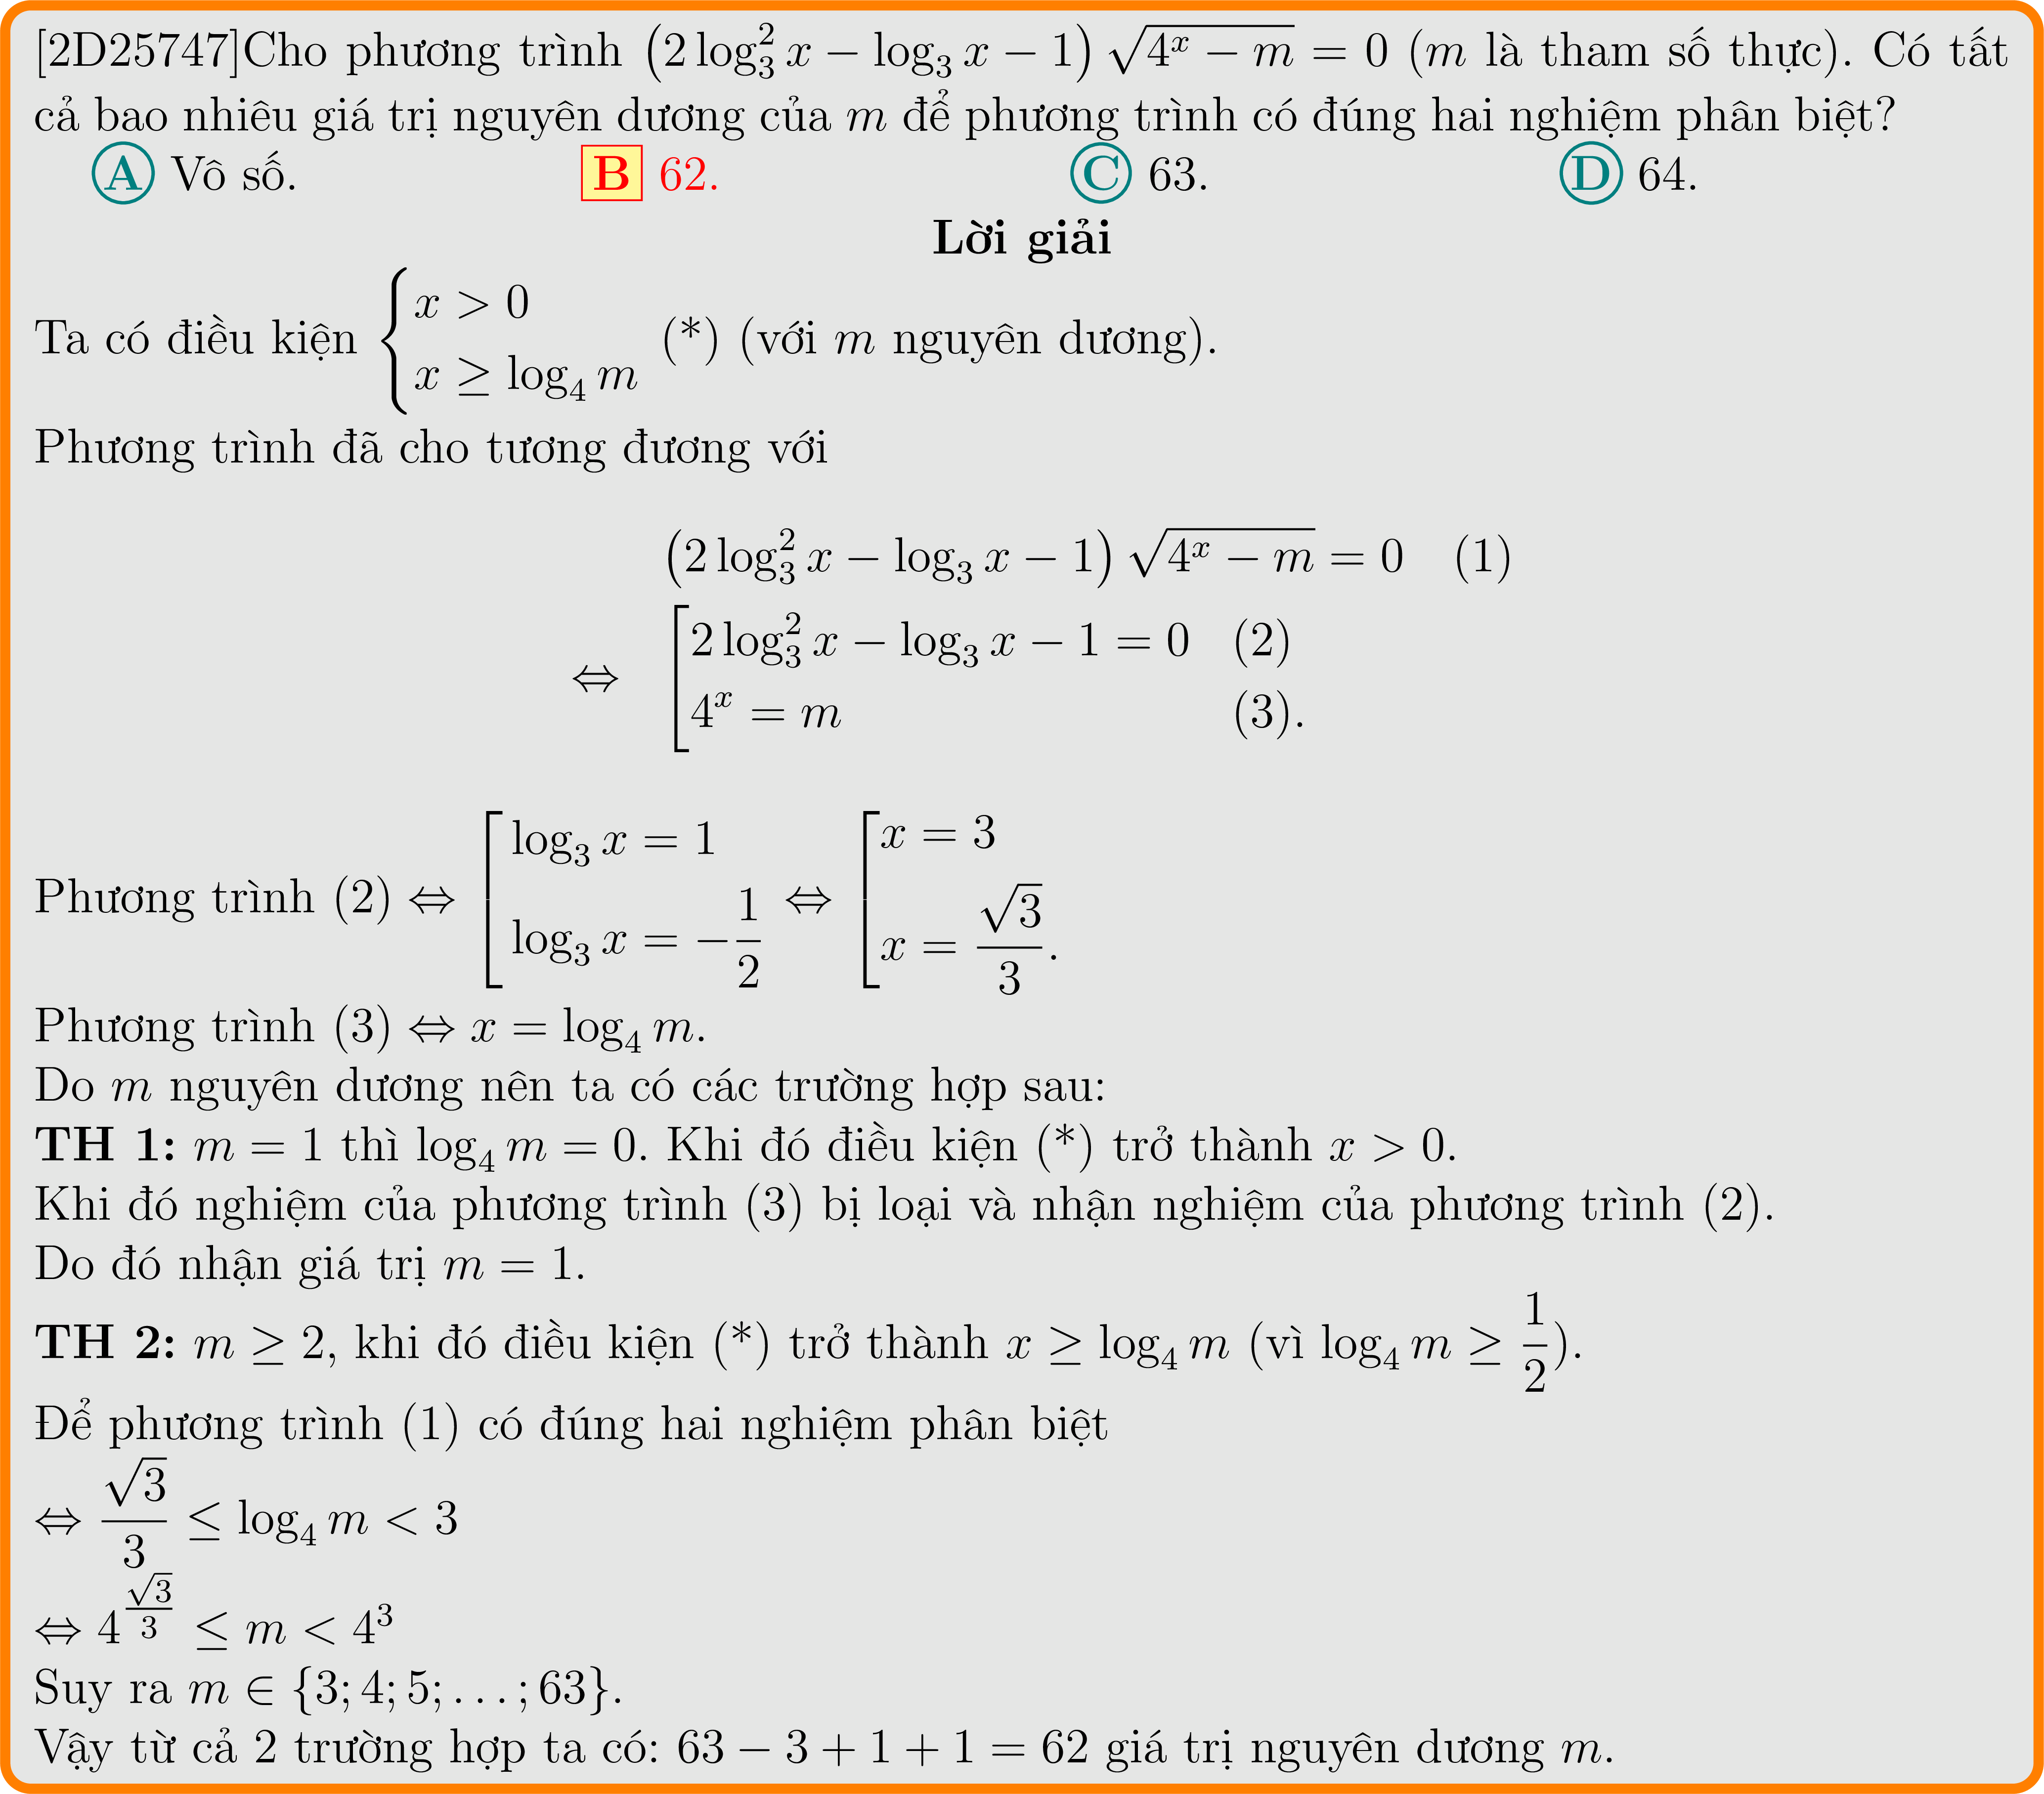 [2D25747]Cho phương trình $\left(2\log_3^2 x - \log_3 x - 1\right)\sqrt{4^x - m} = 0$ ($m$ là tham số thực). Có tất
cả bao nhiêu giá trị nguyên dương của $m$ để phương trình có đúng hai nghiệm phân biệt?
A Vô số. B 62. C 63. D 64.
Lời giải
Ta có điều kiện $\begin{cases} x > 0 \\ x \geq \log_4 m \end{cases}$ (*) (với $m$ nguyên dương).
Phương trình đã cho tương đương với
$\left(2\log_3^2 x - \log_3 x - 1\right)\sqrt{4^x - m} = 0 \quad (1)$
$\Leftrightarrow \left[\begin{array}{ll} 2\log_3^2 x - \log_3 x - 1 = 0 & (2) \\ 4^x = m & (3). \end{array}\right.$
Phương trình (2) $\Leftrightarrow \left[\begin{array}{l} \log_3 x = 1 \\ \log_3 x = -\dfrac{1}{2} \end{array}\right. \Leftrightarrow \left[\begin{array}{l} x = 3 \\ x = \dfrac{\sqrt{3}}{3}. \end{array}\right.$
Phương trình (3) $\Leftrightarrow x = \log_4 m$.
Do $m$ nguyên dương nên ta có các trường hợp sau:
TH 1: $m = 1$ thì $\log_4 m = 0$. Khi đó điều kiện (*) trở thành $x > 0$.
Khi đó nghiệm của phương trình (3) bị loại và nhận nghiệm của phương trình (2).
Do đó nhận giá trị $m = 1$.
TH 2: $m \geq 2$, khi đó điều kiện (*) trở thành $x \geq \log_4 m$ (vì $\log_4 m \geq \dfrac{1}{2}$).
Để phương trình (1) có đúng hai nghiệm phân biệt
$\Leftrightarrow \dfrac{\sqrt{3}}{3} \leq \log_4 m < 3$
$\Leftrightarrow 4^{\frac{\sqrt{3}}{3}} \leq m < 4^3$
Suy ra $m \in \{3; 4; 5; \ldots; 63\}$.
Vậy từ cả 2 trường hợp ta có: $63 - 3 + 1 + 1 = 62$ giá trị nguyên dương $m$.